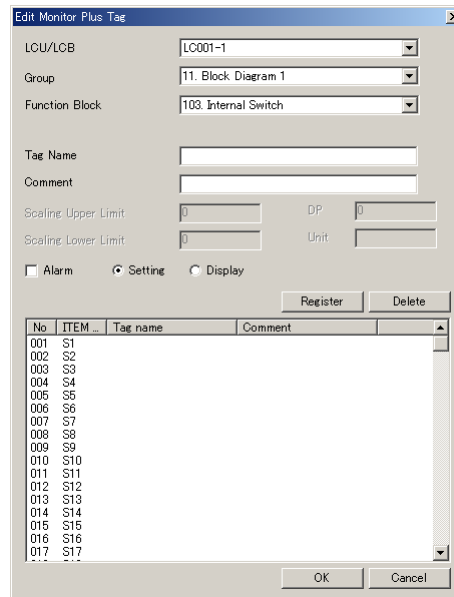 Edit Monitor Plus Tag
LCU/LCB LC001-1
Group 11. Block Diagram 1
Function Block 103. Internal Switch
Tag Name
Comment
Scaling Upper Limit 0 DP 0
Scaling Lower Limit 0 Unit
Alarm Setting Display
Register Delete
No ITEM ... Tag name Comment
001 S1
002 S2
003 S3
004 S4
005 S5
006 S6
007 S7
008 S8
009 S9
010 S10
011 S11
012 S12
013 S13
014 S14
015 S15
016 S16
017 S17
OK Cancel